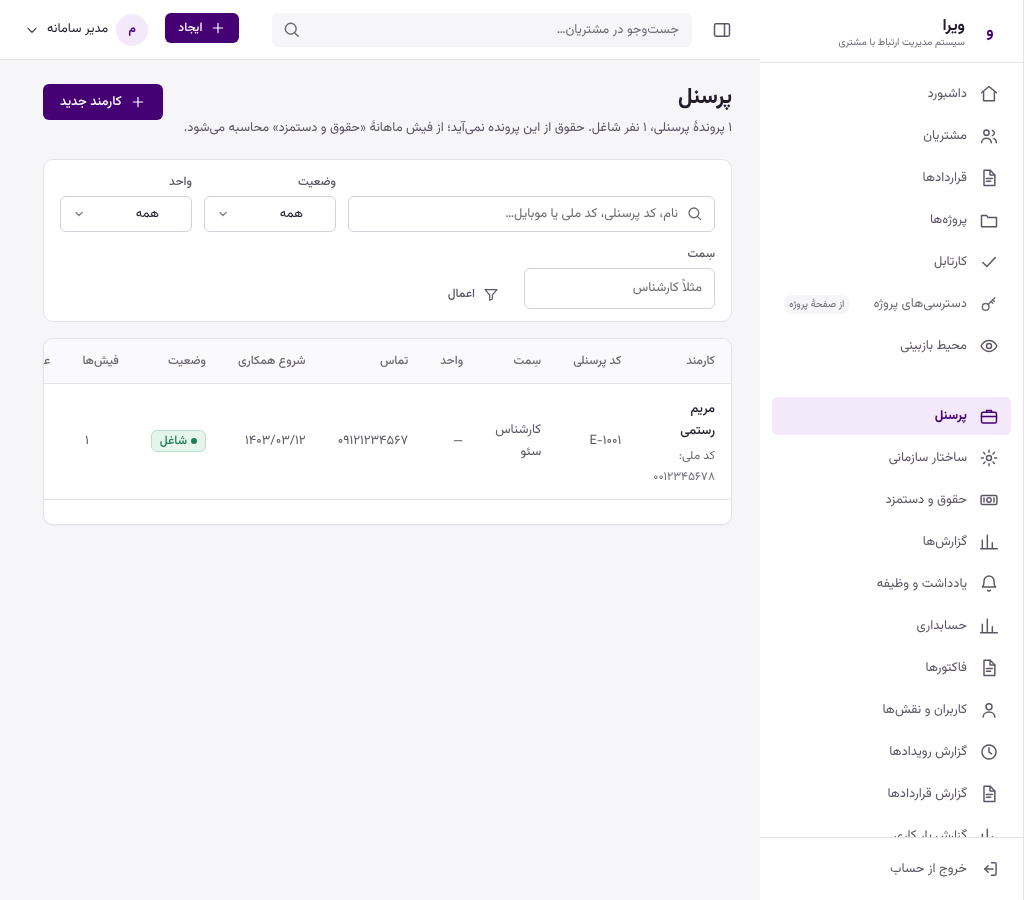 و
ویرا
سیستم مدیریت ارتباط با مشتری
داشبورد
مشتریان
قراردادها
پروژه‌ها
کارتابل
دسترسی‌های پروژه
از صفحهٔ پروژه
محیط بازبینی
پرسنل
ساختار سازمانی
حقوق و دستمزد
گزارش‌ها
یادداشت و وظیفه
حسابداری
فاکتورها
کاربران و نقش‌ها
گزارش رویدادها
گزارش قراردادها
گزارش بار کاری
خروج از حساب
جست‌وجو در مشتریان...
ایجاد
م
مدیر سامانه
پرسنل
۱ پروندهٔ پرسنلی، ۱ نفر شاغل. حقوق از این پرونده نمی‌آید؛ از فیش ماهانهٔ «حقوق و دستمزد» محاسبه می‌شود.
کارمند جدید
نام، کد پرسنلی، کد ملی یا موبایل...
وضعیت
همه
واحد
همه
سِمت
مثلاً کارشناس
اعمال
کارمند کد پرسنلی سِمت واحد تماس شروع همکاری وضعیت فیش‌ها
مریم
رستمی
کد ملی:
۰۰۱۲۳۴۵۶۷۸
E-۱۰۰۱
کارشناس
سئو
—
۰۹۱۲۱۲۳۴۵۶۷
۱۴۰۳/۰۳/۱۲
شاغل
۱